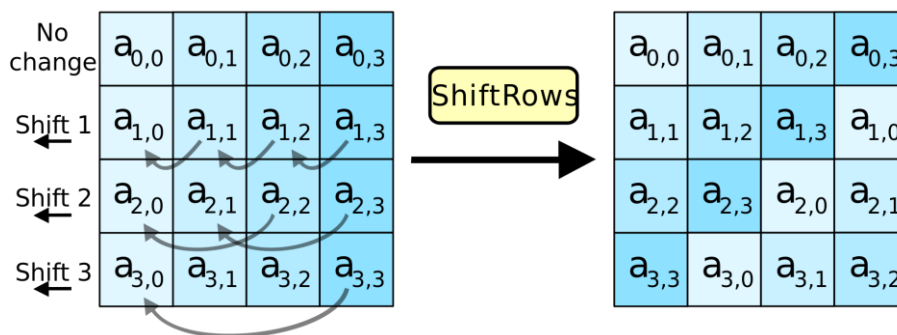 No
change
a0,0 a0,1 a0,2 a0,3
Shift 1
a1,0 a1,1 a1,2 a1,3
Shift 2
a2,0 a2,1 a2,2 a2,3
Shift 3
a3,0 a3,1 a3,2 a3,3
ShiftRows
a0,0 a0,1 a0,2 a0,3
a1,1 a1,2 a1,3 a1,0
a2,2 a2,3 a2,0 a2,1
a3,3 a3,0 a3,1 a3,2